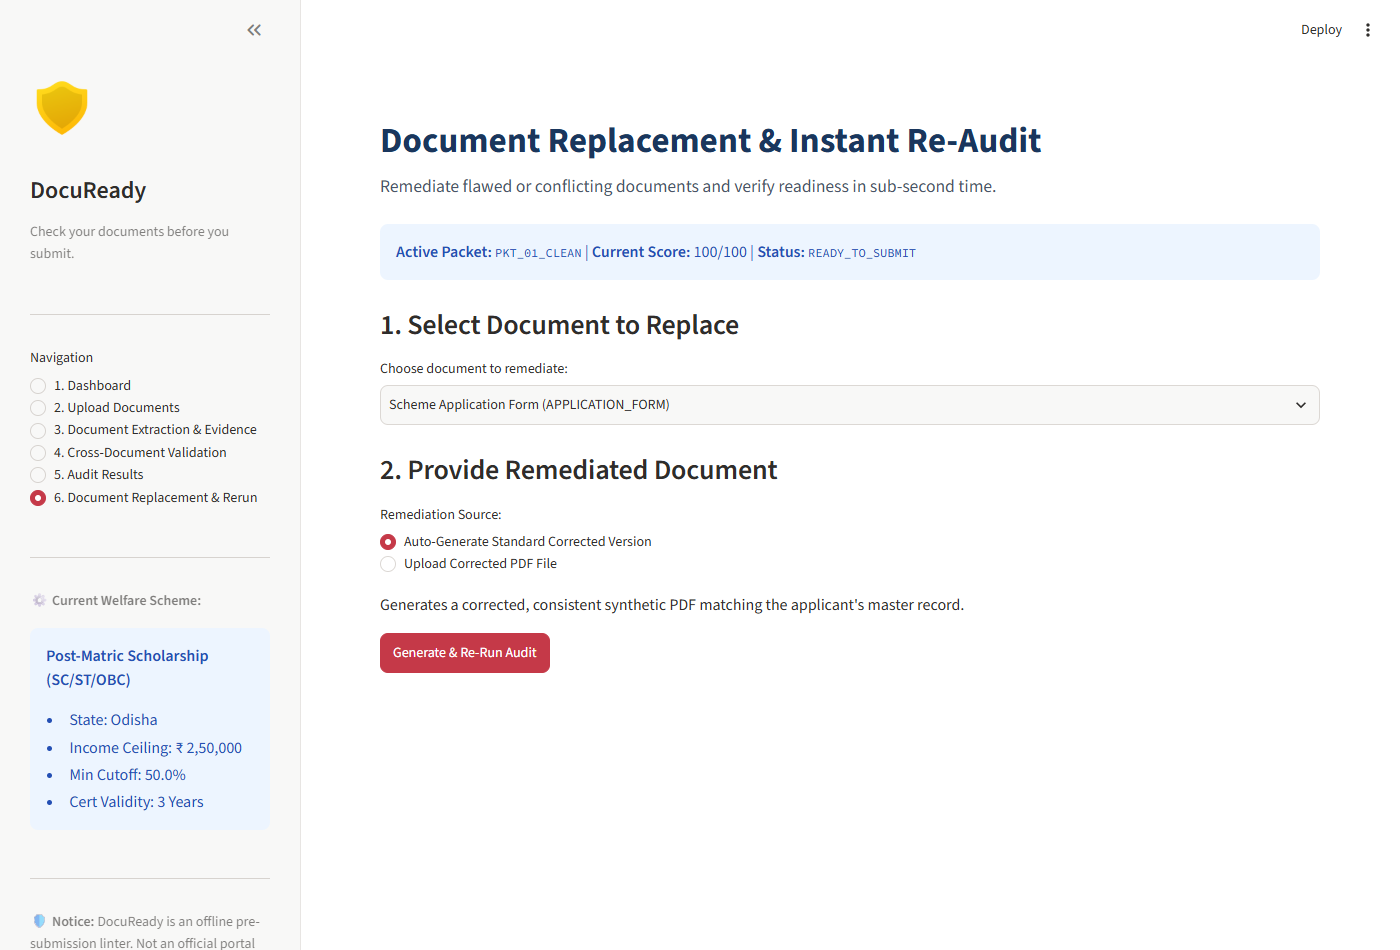 Deploy
DocuReady
Check your documents before you
submit.
Navigation
1. Dashboard
2. Upload Documents
3. Document Extraction & Evidence
4. Cross-Document Validation
5. Audit Results
6. Document Replacement & Rerun
Current Welfare Scheme:
Post-Matric Scholarship
(SC/ST/OBC)
• State: Odisha
• Income Ceiling: ₹ 2,50,000
• Min Cutoff: 50.0%
• Cert Validity: 3 Years
Notice: DocuReady is an offline pre-
submission linter. Not an official portal
Document Replacement & Instant Re-Audit
Remediate flawed or conflicting documents and verify readiness in sub-second time.
Active Packet: PKT_01_CLEAN | Current Score: 100/100 | Status: READY_TO_SUBMIT
1. Select Document to Replace
Choose document to remediate:
Scheme Application Form (APPLICATION_FORM)
2. Provide Remediated Document
Remediation Source:
Auto-Generate Standard Corrected Version
Upload Corrected PDF File
Generates a corrected, consistent synthetic PDF matching the applicant's master record.
Generate & Re-Run Audit